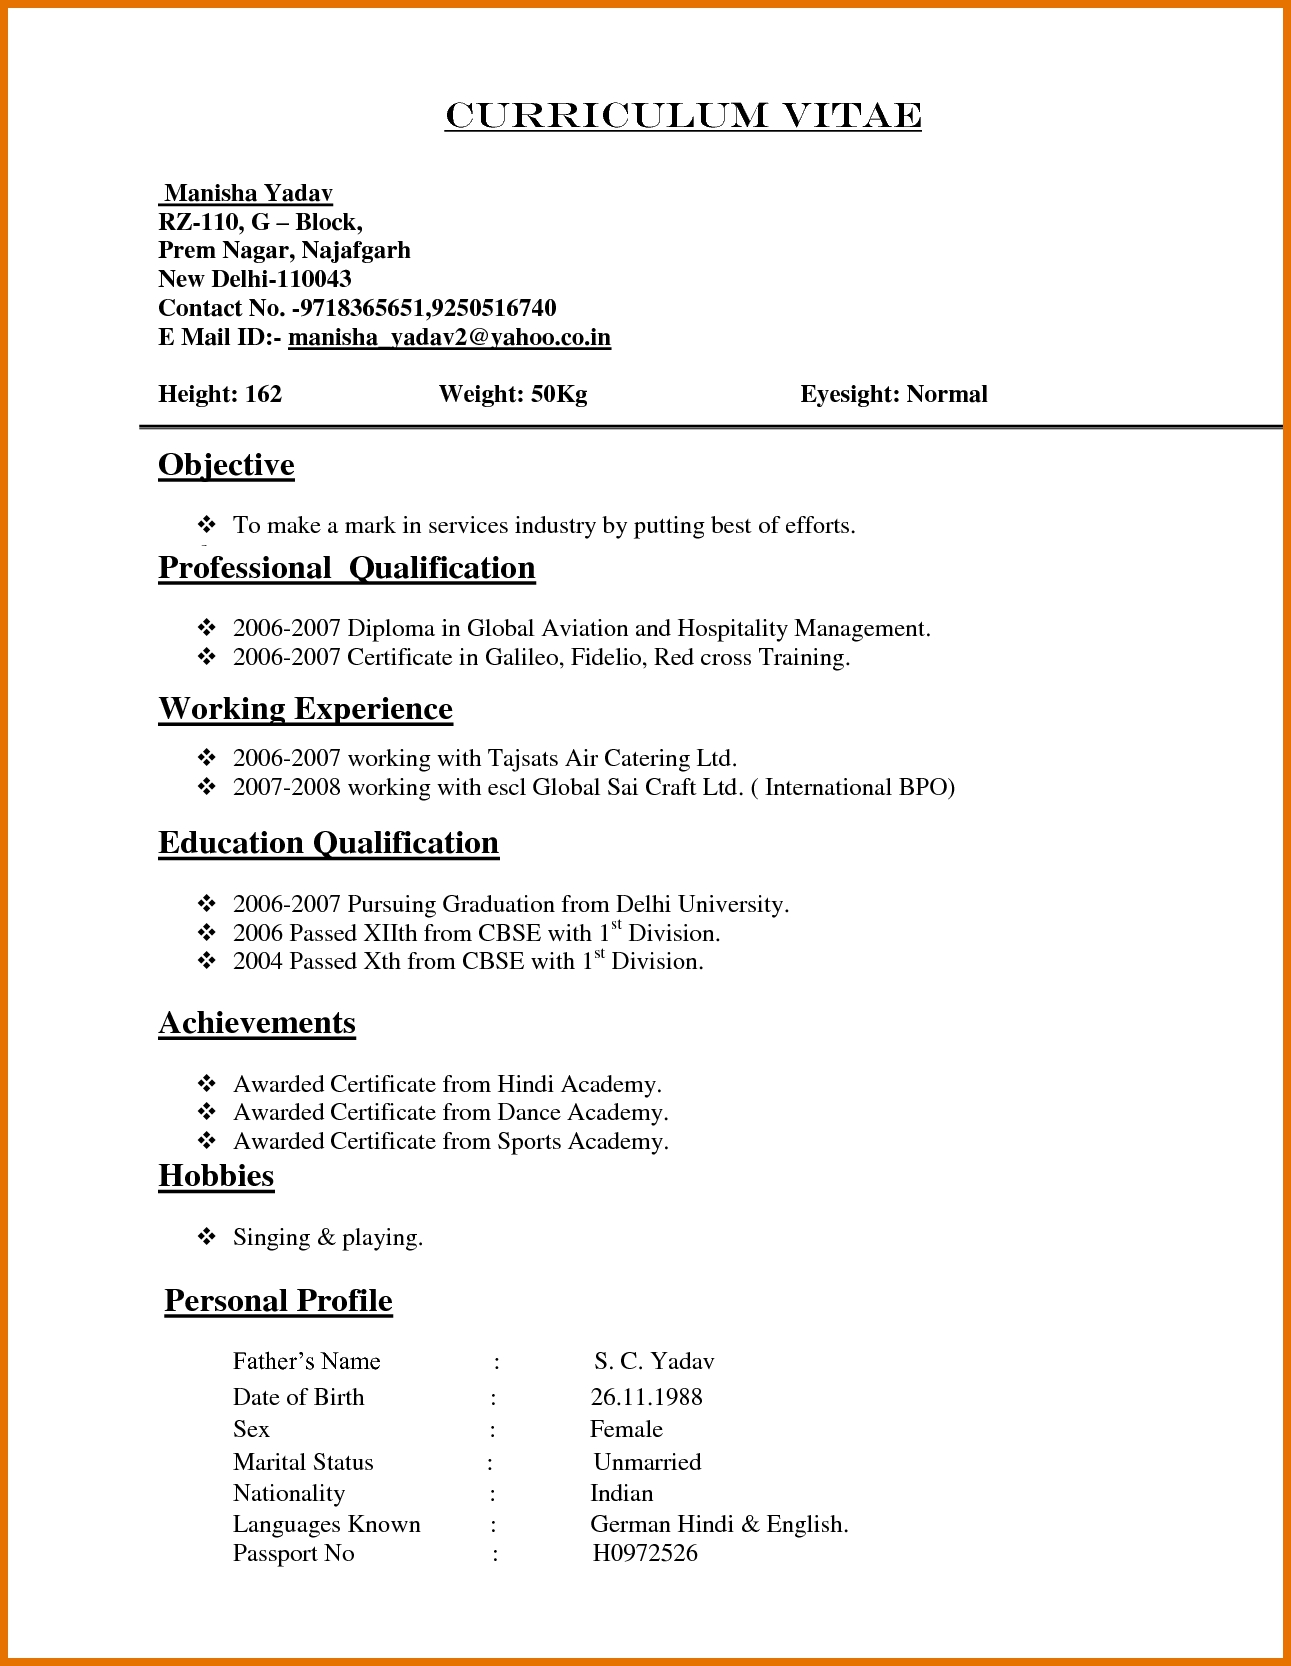 CURRICULUM VITAE
Manisha Yadav
RZ-110, G – Block,
Prem Nagar, Najafgarh
New Delhi-110043
Contact No. -9718365651,9250516740
E Mail ID:- manisha_yadav2@yahoo.co.in
Height: 162 Weight: 50Kg Eyesight: Normal
Objective
❖ To make a mark in services industry by putting best of efforts.
Professional Qualification
❖ 2006-2007 Diploma in Global Aviation and Hospitality Management.
❖ 2006-2007 Certificate in Galileo, Fidelio, Red cross Training.
Working Experience
❖ 2006-2007 working with Tajsats Air Catering Ltd.
❖ 2007-2008 working with escl Global Sai Craft Ltd. ( International BPO)
Education Qualification
❖ 2006-2007 Pursuing Graduation from Delhi University.
❖ 2006 Passed XIIth from CBSE with 1st Division.
❖ 2004 Passed Xth from CBSE with 1st Division.
Achievements
❖ Awarded Certificate from Hindi Academy.
❖ Awarded Certificate from Dance Academy.
❖ Awarded Certificate from Sports Academy.
Hobbies
❖ Singing & playing.
Personal Profile
Father’s Name : S. C. Yadav
Date of Birth : 26.11.1988
Sex : Female
Marital Status : Unmarried
Nationality : Indian
Languages Known : German Hindi & English.
Passport No : H0972526